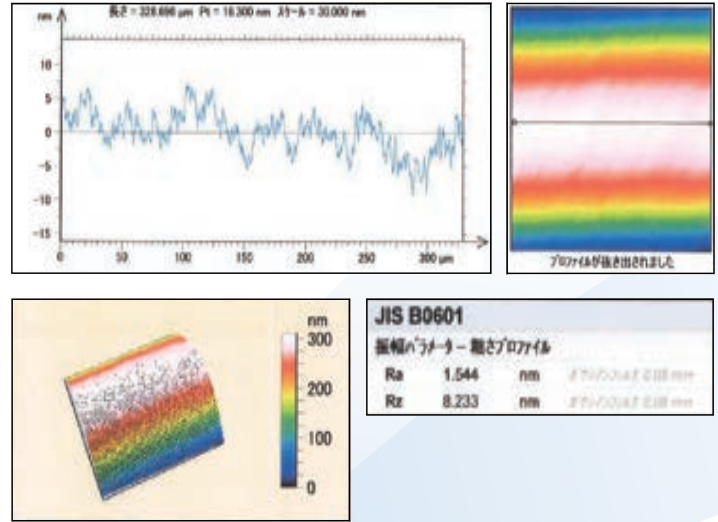 長さ = 328.698 µm Pt = 16.300 nm スケール = 30.000 nm
nm
10
5
0
-5
-10
-15
0 50 100 150 200 250 300 µm
プロファイルが抜き出されました
nm
300
200
100
0
JIS B0601
振幅パラメータ - 粗さプロファイル
Ra 1.544 nm
Rz 8.233 nm